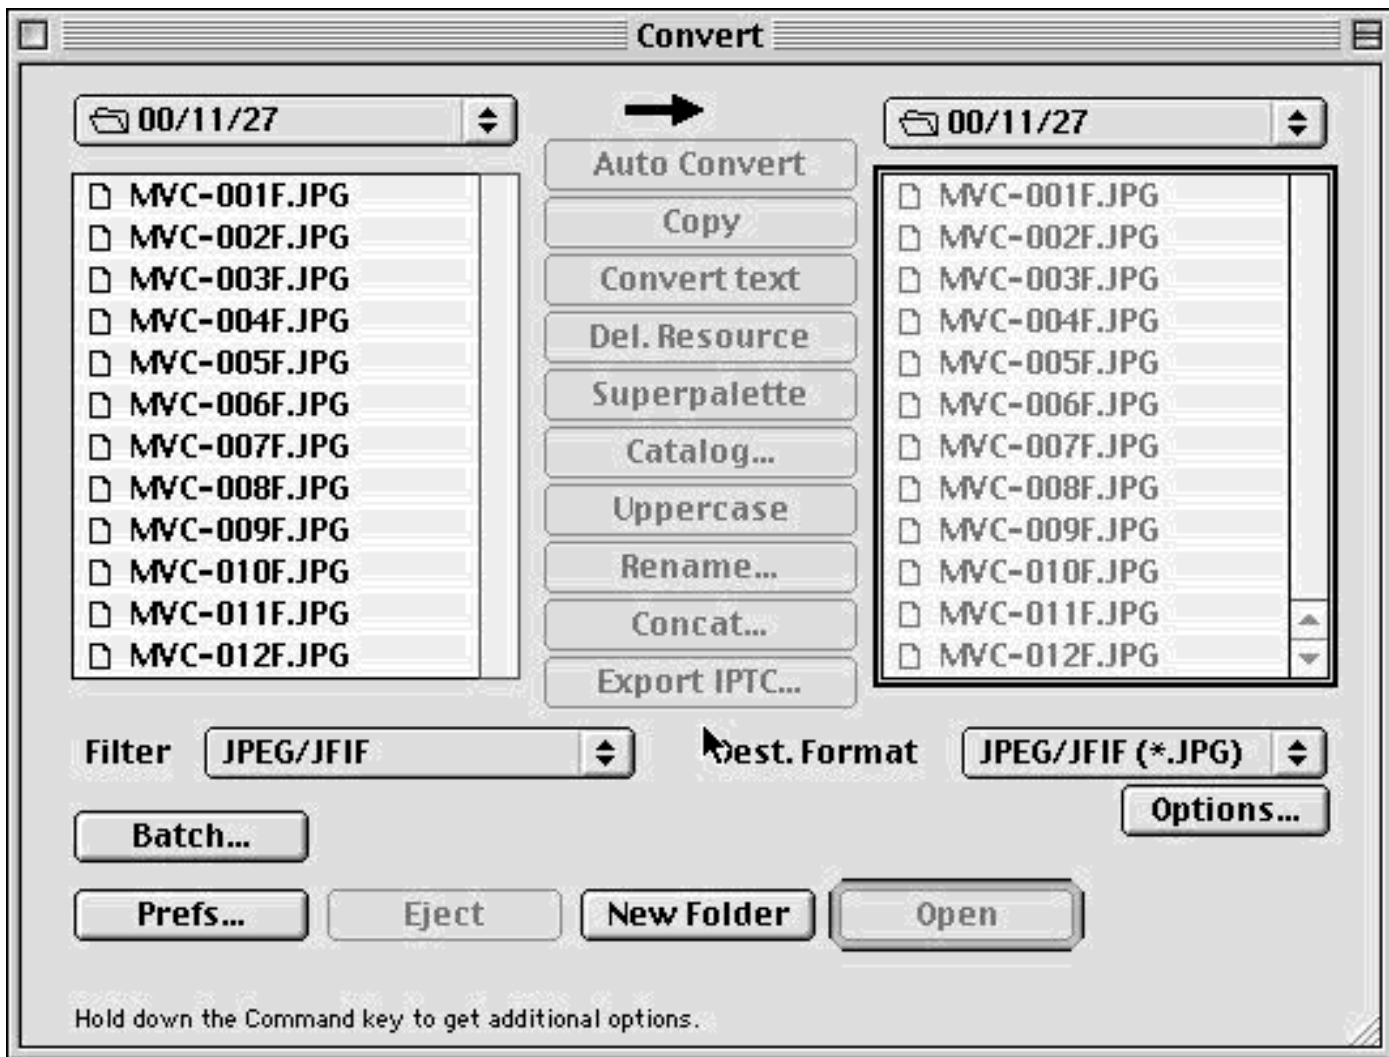 Convert
00/11/27
MVC-001F.JPG
MVC-002F.JPG
MVC-003F.JPG
MVC-004F.JPG
MVC-005F.JPG
MVC-006F.JPG
MVC-007F.JPG
MVC-008F.JPG
MVC-009F.JPG
MVC-010F.JPG
MVC-011F.JPG
MVC-012F.JPG
Auto Convert
Copy
Convert text
Del. Resource
Superpalette
Catalog...
Uppercase
Rename...
Concat...
Export IPTC...
00/11/27
MVC-001F.JPG
MVC-002F.JPG
MVC-003F.JPG
MVC-004F.JPG
MVC-005F.JPG
MVC-006F.JPG
MVC-007F.JPG
MVC-008F.JPG
MVC-009F.JPG
MVC-010F.JPG
MVC-011F.JPG
MVC-012F.JPG
Filter JPEG/JFIF
Dest. Format JPEG/JFIF (*.JPG)
Options...
Batch...
Prefs... Eject New Folder Open
Hold down the Command key to get additional options.